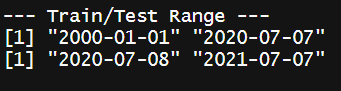 --- Train/Test Range ---
[1] "2000-01-01" "2020-07-07"
[1] "2020-07-08" "2021-07-07"